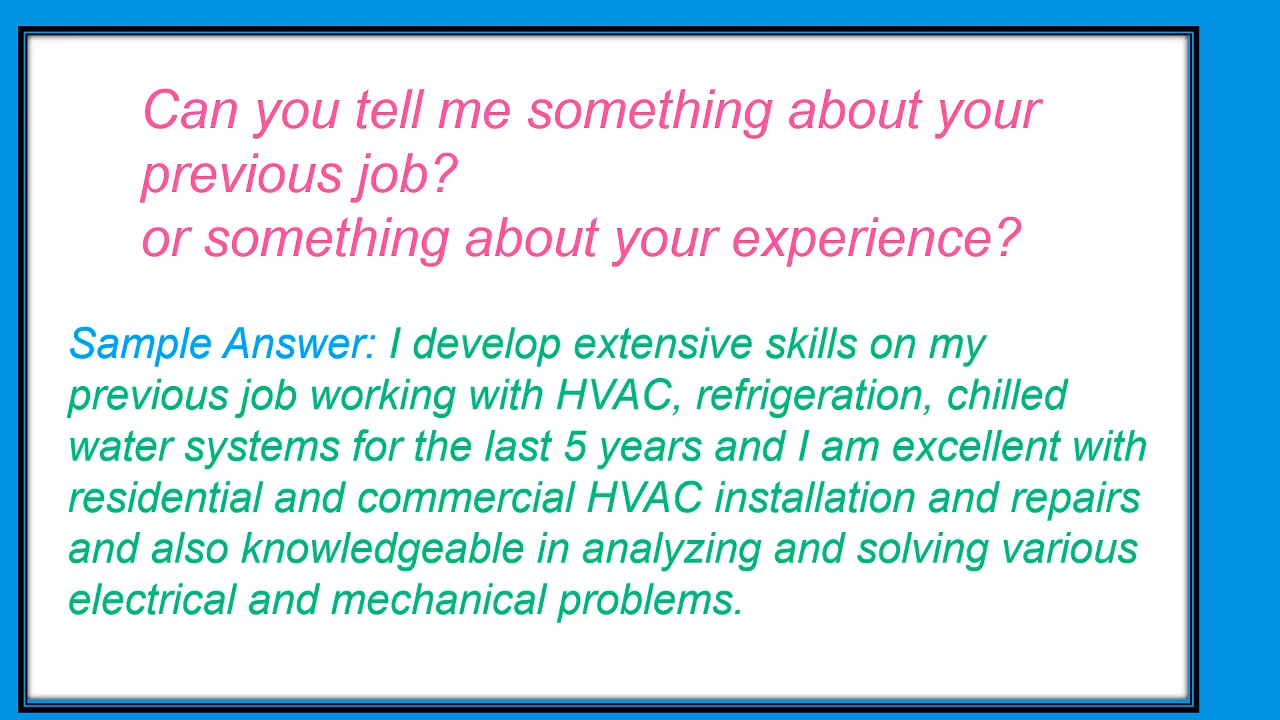 Can you tell me something about your
previous job?
or something about your experience?
Sample Answer: I develop extensive skills on my
previous job working with HVAC, refrigeration, chilled
water systems for the last 5 years and I am excellent with
residential and commercial HVAC installation and repairs
and also knowledgeable in analyzing and solving various
electrical and mechanical problems.